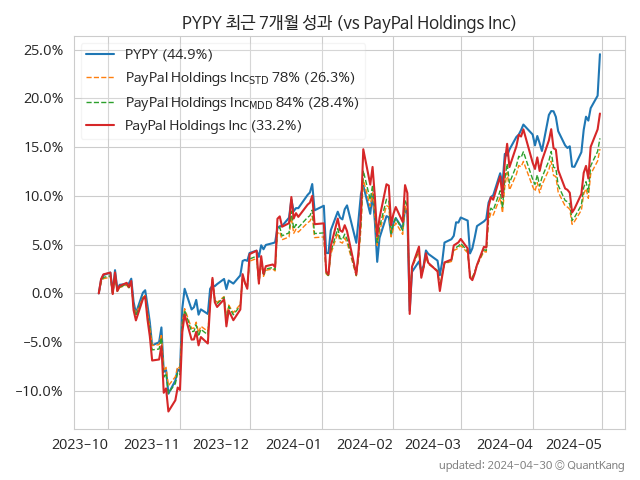 PYPY 최근 7개월 성과 (vs PayPal Holdings Inc)
25.0%
20.0%
15.0%
10.0%
5.0%
0.0%
−5.0%
−10.0%
PYPY (44.9%)
PayPal Holdings IncSTD 78% (26.3%)
PayPal Holdings IncMDD 84% (28.4%)
PayPal Holdings Inc (33.2%)
2023-10 2023-11 2023-12 2024-01 2024-02 2024-03 2024-04 2024-05
updated: 2024-04-30 © QuantKang